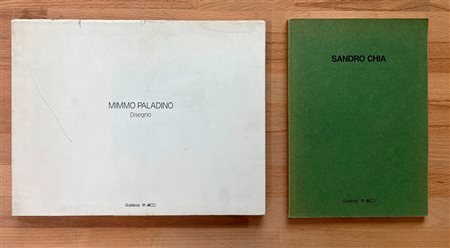 MIMMO PALADINO
Disegno
Galleria
SANDRO CHIA
Galleria